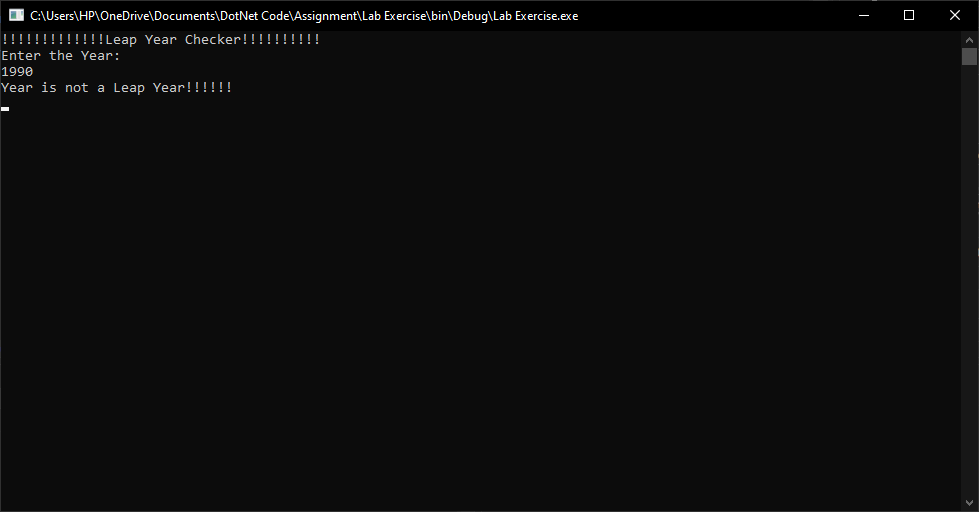 C:\Users\HP\OneDrive\Documents\DotNet Code\Assignment\Lab Exercise\bin\Debug\Lab Exercise.exe
!!!!!!!!!!!!!Leap Year Checker!!!!!!!!!!
Enter the Year:
1990
Year is not a Leap Year!!!!!!